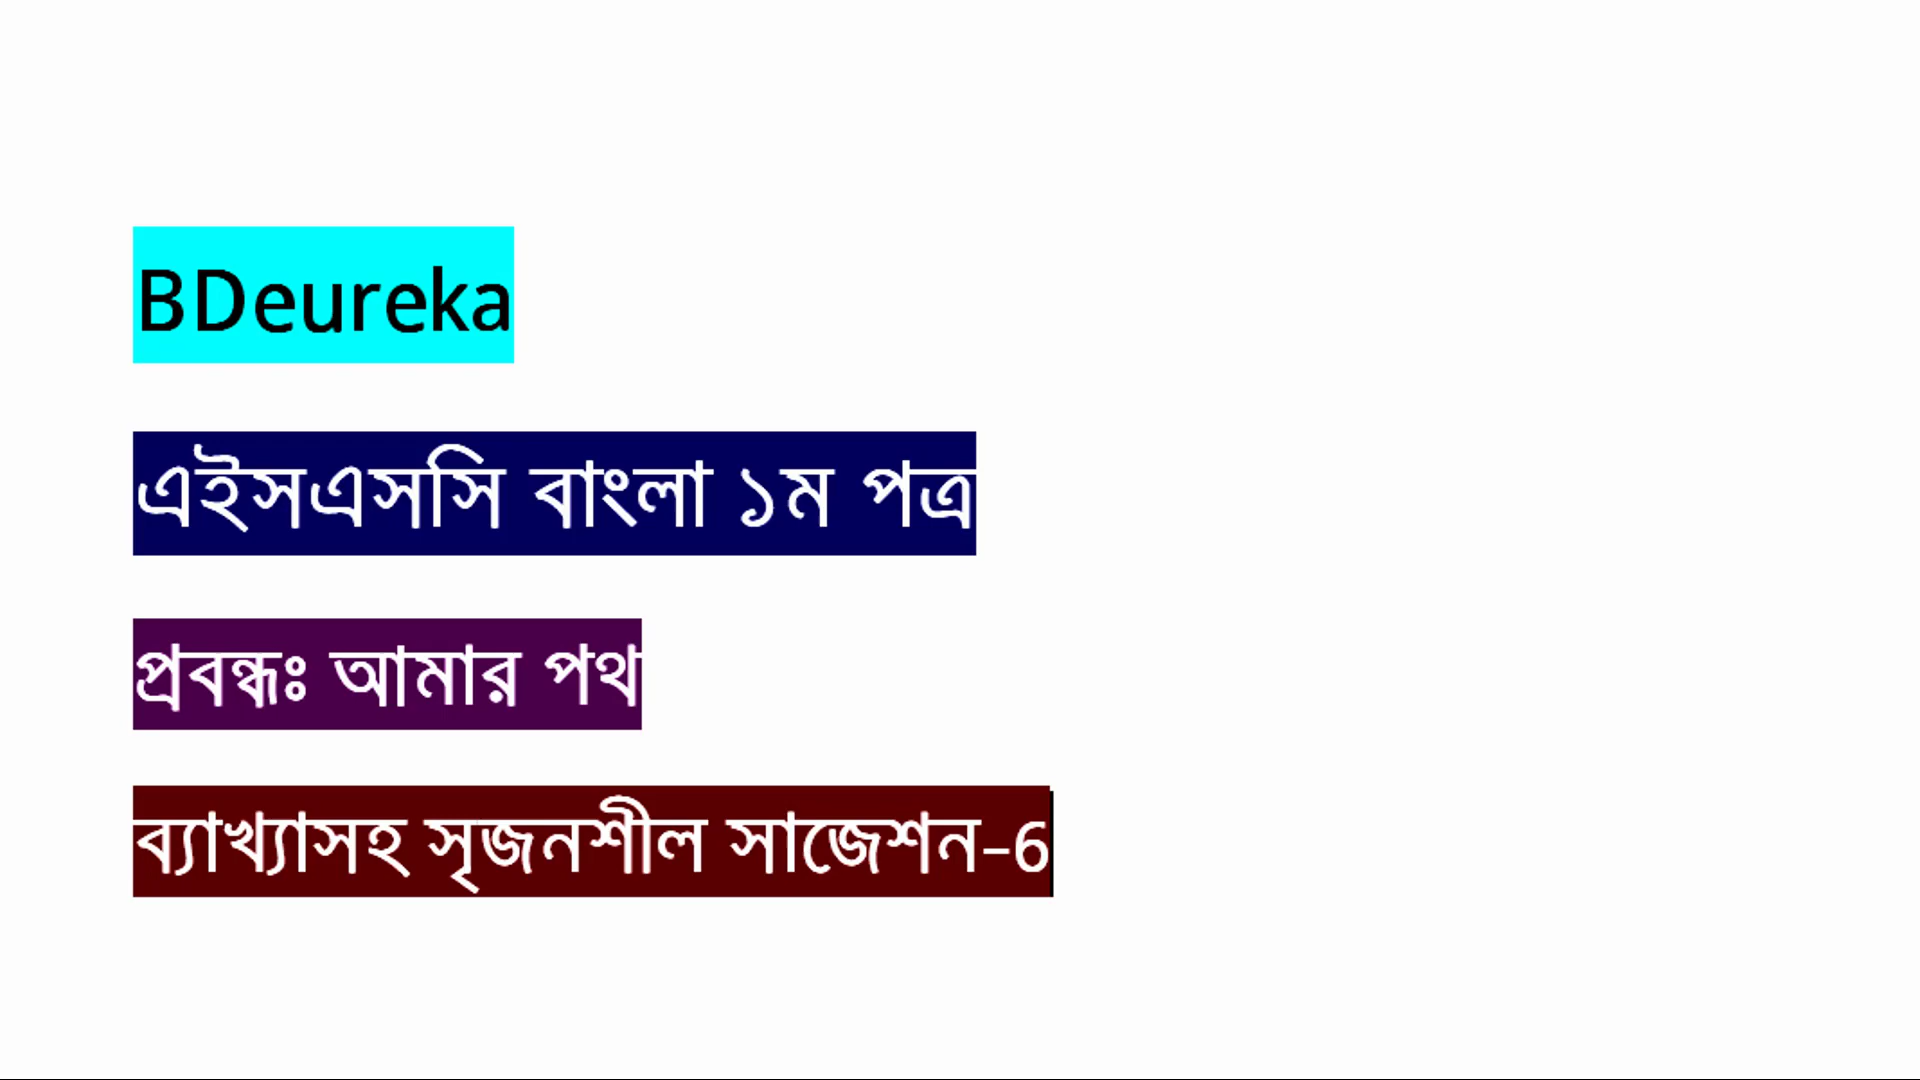 BDeureka
এইসএসসি বাংলা ১ম পত্র
প্রবন্ধঃ আমার পথ
ব্যাখ্যাসহ সৃজনশীল সাজেশন-6